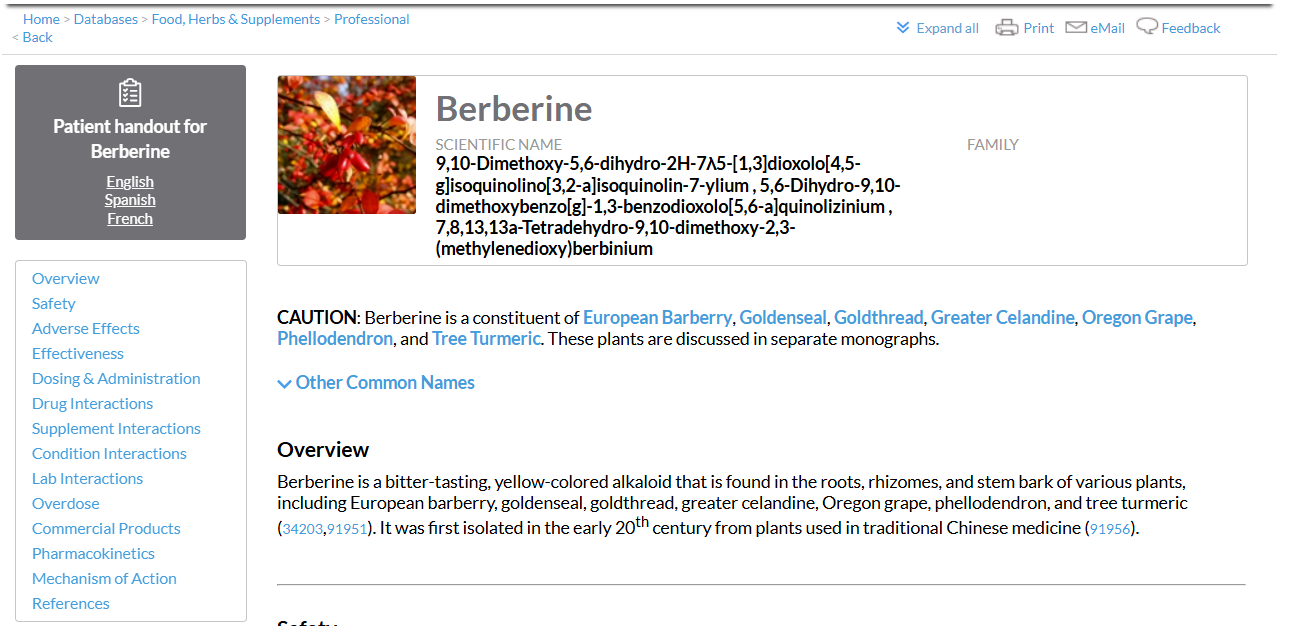 Home > Databases > Food, Herbs & Supplements > Professional
< Back
Expand all Print eMail Feedback
Patient handout for
Berberine
English
Spanish
French
Overview
Safety
Adverse Effects
Effectiveness
Dosing & Administration
Drug Interactions
Supplement Interactions
Condition Interactions
Lab Interactions
Overdose
Commercial Products
Pharmacokinetics
Mechanism of Action
References
Berberine
SCIENTIFIC NAME
9,10-Dimethoxy-5,6-dihydro-2H-7λ5-[1,3]dioxolo[4,5-
g]isoquinolino[3,2-a]isoquinolin-7-ylium , 5,6-Dihydro-9,10-
dimethoxybenzo[g]-1,3-benzodioxolo[5,6-a]quinolizinium ,
7,8,13,13a-Tetradehydro-9,10-dimethoxy-2,3-
(methylenedioxy)berbinium
FAMILY
CAUTION: Berberine is a constituent of European Barberry, Goldenseal, Goldthread, Greater Celandine, Oregon Grape,
Phellodendron, and Tree Turmeric. These plants are discussed in separate monographs.
Other Common Names
Overview
Berberine is a bitter-tasting, yellow-colored alkaloid that is found in the roots, rhizomes, and stem bark of various plants,
including European barberry, goldenseal, goldthread, greater celandine, Oregon grape, phellodendron, and tree turmeric
(34203,91951). It was first isolated in the early 20th century from plants used in traditional Chinese medicine (91956).
Safety